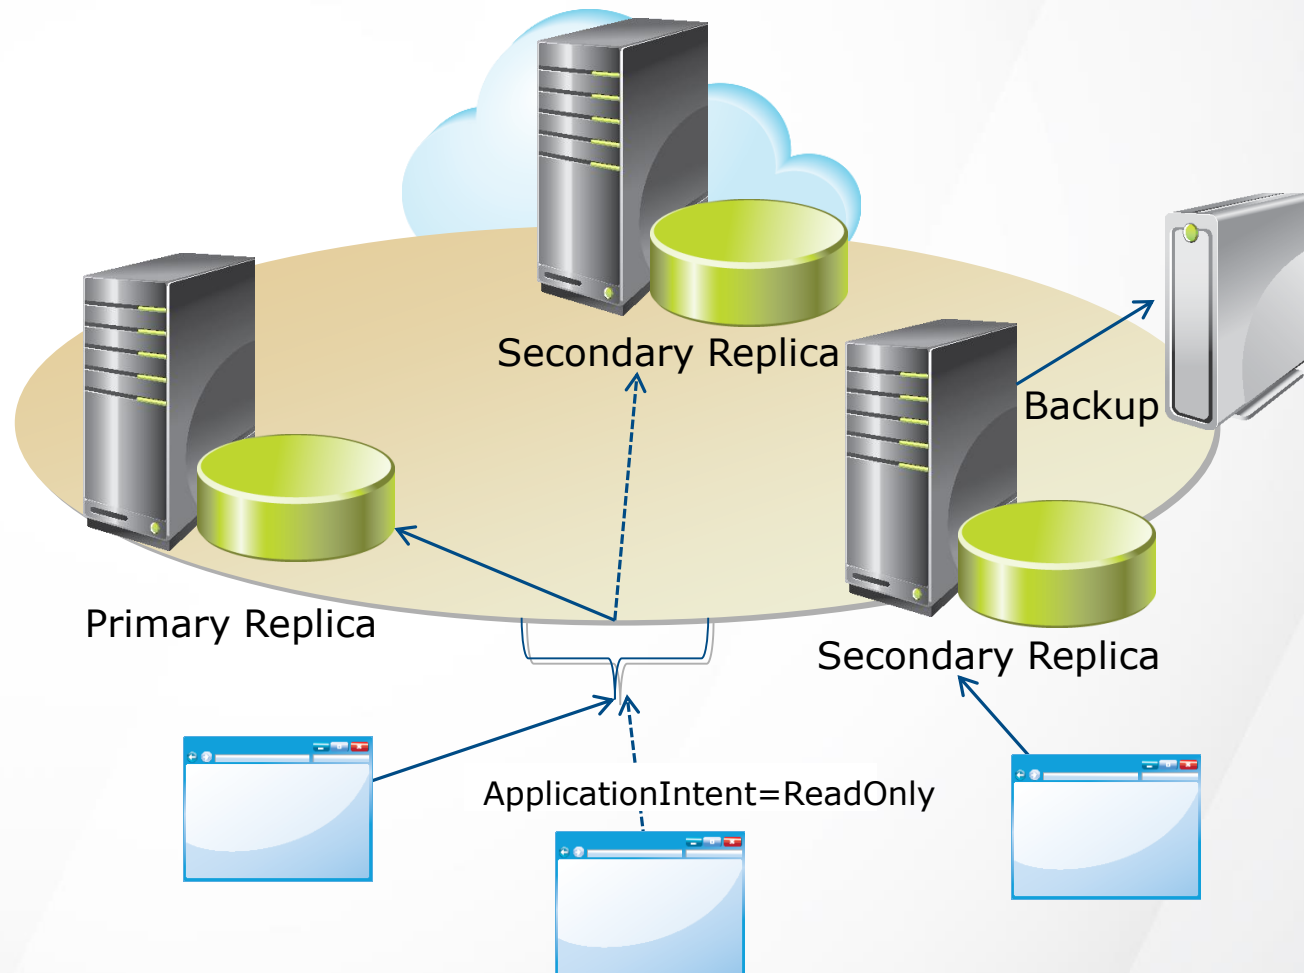 Secondary Replica
Backup
Primary Replica
Secondary Replica
ApplicationIntent=ReadOnly